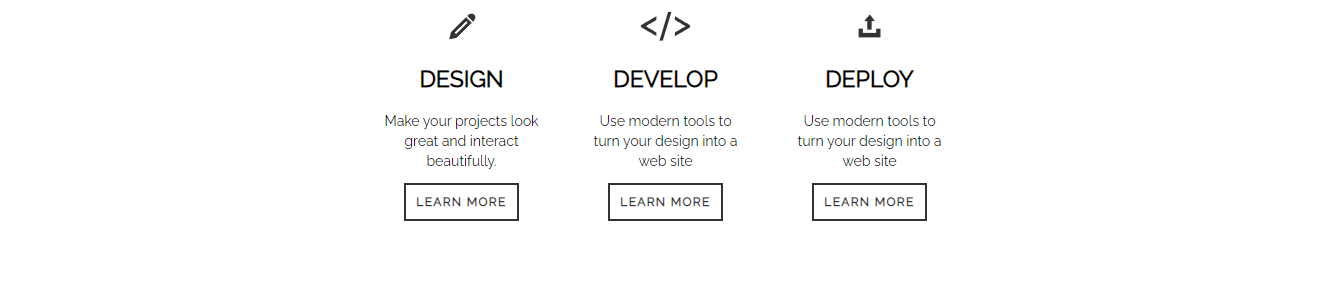 </>
DESIGN
DEVELOP
DEPLOY
Make your projects look
great and interact
beautifully.
Use modern tools to
turn your design into a
web site
Use modern tools to
turn your design into a
web site
LEARN MORE
LEARN MORE
LEARN MORE